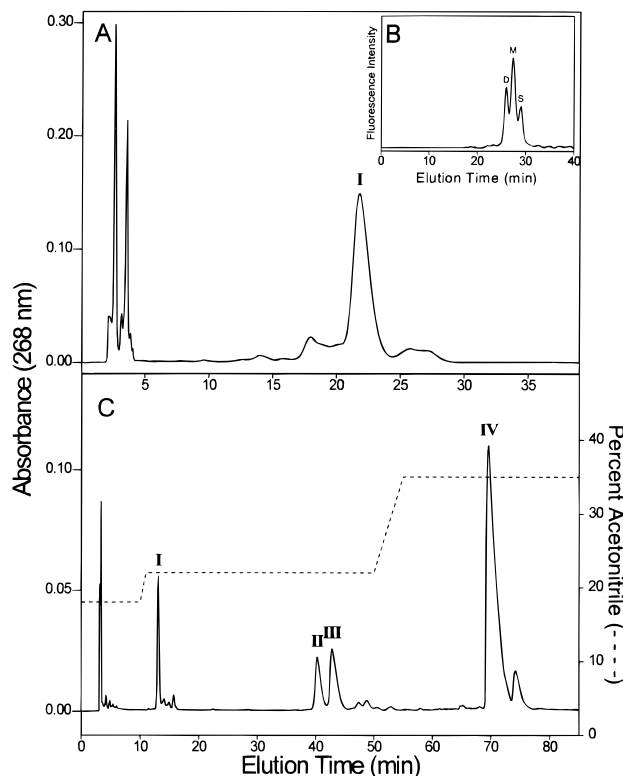 A
B
0.30
0.20
0.10
0.00
Absorbance (268 nm)
I
5
10
15
20
25
30
35
Fluorescence Intensity
D
M
S
0
10
20
30
40
Elution Time (min)
C
0.10
0.05
0.00
I
II
III
IV
40
30
20
10
0
Percent Acetonitrile (- - - -)
0
10
20
30
40
50
60
70
80
Elution Time (min)